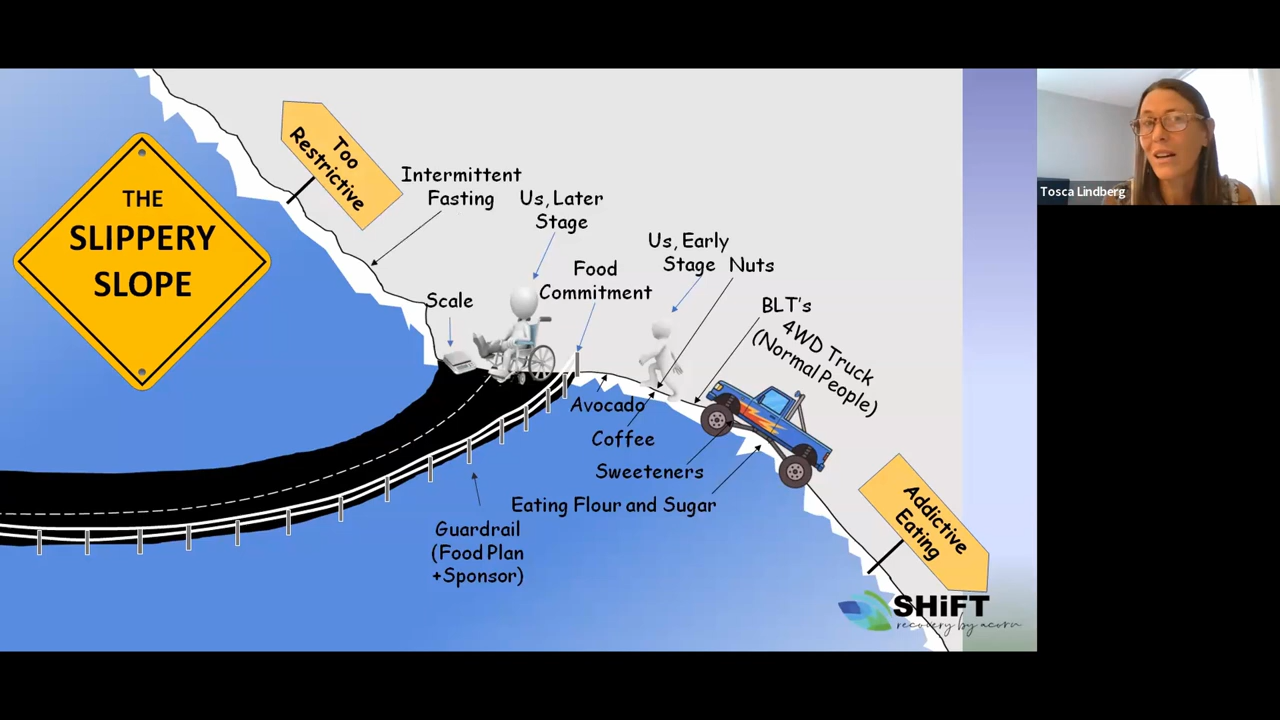 THE
SLIPPERY
SLOPE
Too
Restrictive
Intermittent
Fasting
Us, Later
Stage
Food
Commitment
Scale
Us, Early
Stage
Nuts
BLT's
4WD Truck
(Normal People)
Avocado
Coffee
Sweeteners
Eating Flour and Sugar
Guardrail
(Food Plan
+Sponsor)
Addictive
Eating
SHiFT
recovery by acorn
Tosca Lindberg